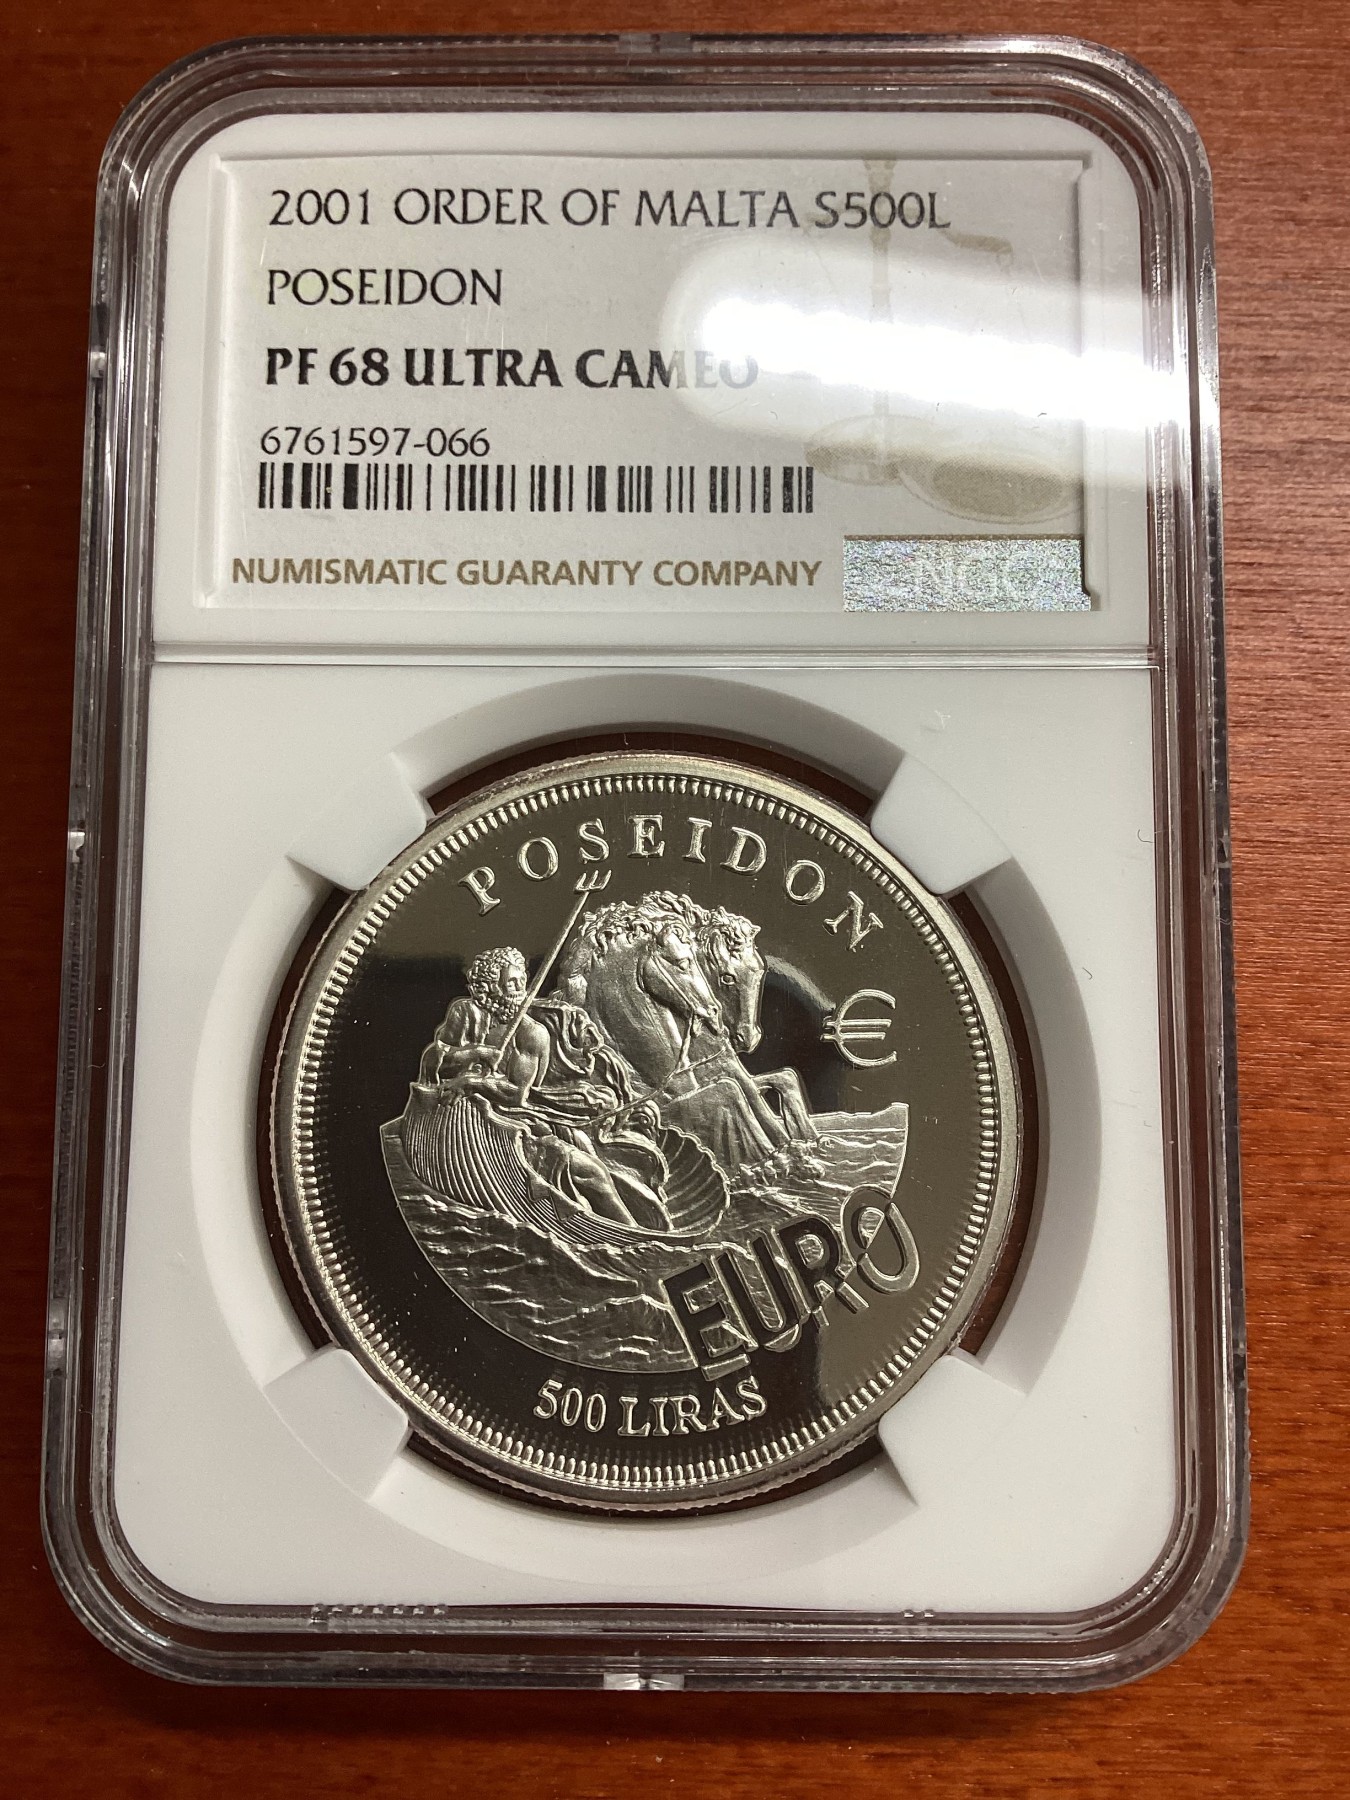 2001 ORDER OF MALTA S500L
POSEIDON
PF 68 ULTRA CAMEO
6761597-066
NUMISMATIC GUARANTY COMPANY
NGC
POSEIDON
€
EURO
500 LIRAS